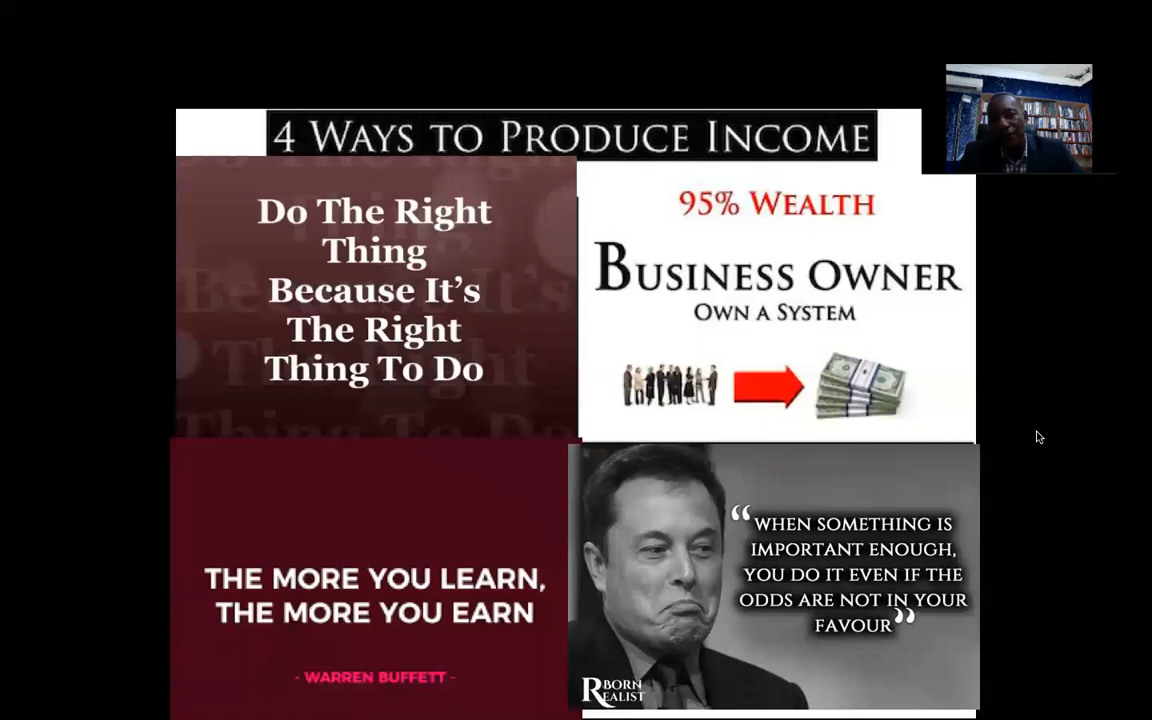 4 WAYS TO PRODUCE INCOME
Do The Right
Thing
Because It's
The Right
Thing To Do
95% WEALTH
BUSINESS OWNER
OWN A SYSTEM
THE MORE YOU LEARN,
THE MORE YOU EARN
- WARREN BUFFETT -
“WHEN SOMETHING IS
IMPORTANT ENOUGH,
YOU DO IT EVEN IF THE
ODDS ARE NOT IN YOUR
FAVOUR”
RBORN
REALIST